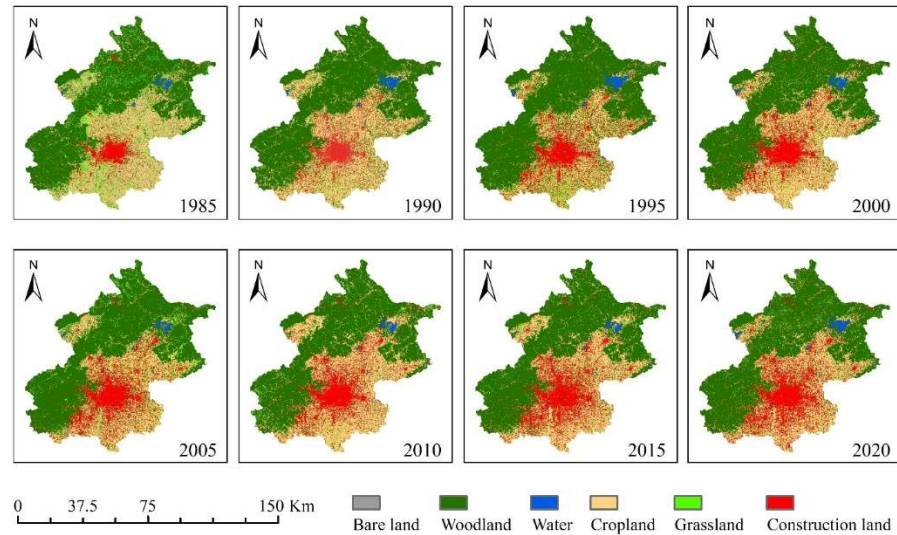 N N N N
1985 1990 1995 2000
N N N N
2005 2010 2015 2020
0 37.5 75 150 Km
Bare land Woodland Water Cropland Grassland Construction land